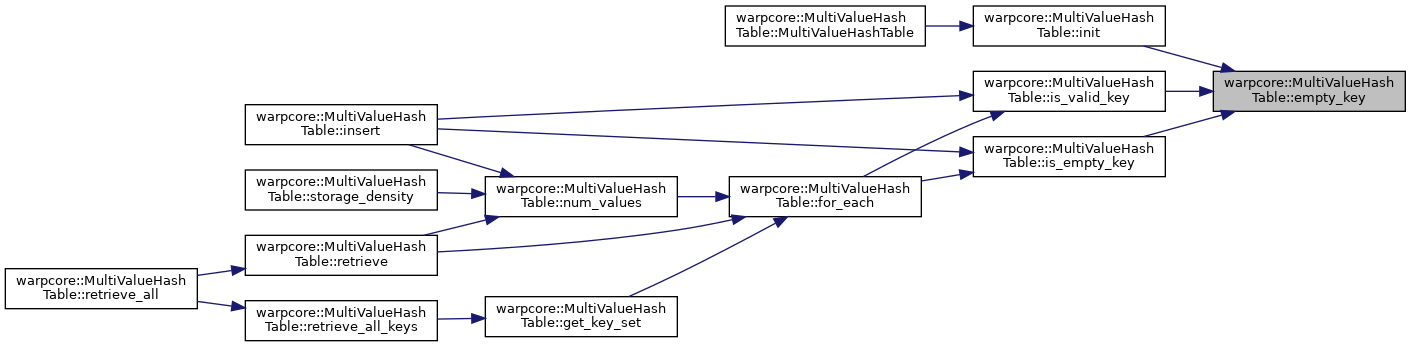 warpcore::MultiValueHash
Table::MultiValueHashTable
warpcore::MultiValueHash
Table::init
warpcore::MultiValueHash
Table::is_valid_key
warpcore::MultiValueHash
Table::empty_key
warpcore::MultiValueHash
Table::insert
warpcore::MultiValueHash
Table::is_empty_key
warpcore::MultiValueHash
Table::storage_density
warpcore::MultiValueHash
Table::num_values
warpcore::MultiValueHash
Table::for_each
warpcore::MultiValueHash
Table::retrieve
warpcore::MultiValueHash
Table::retrieve_all
warpcore::MultiValueHash
Table::retrieve_all_keys
warpcore::MultiValueHash
Table::get_key_set